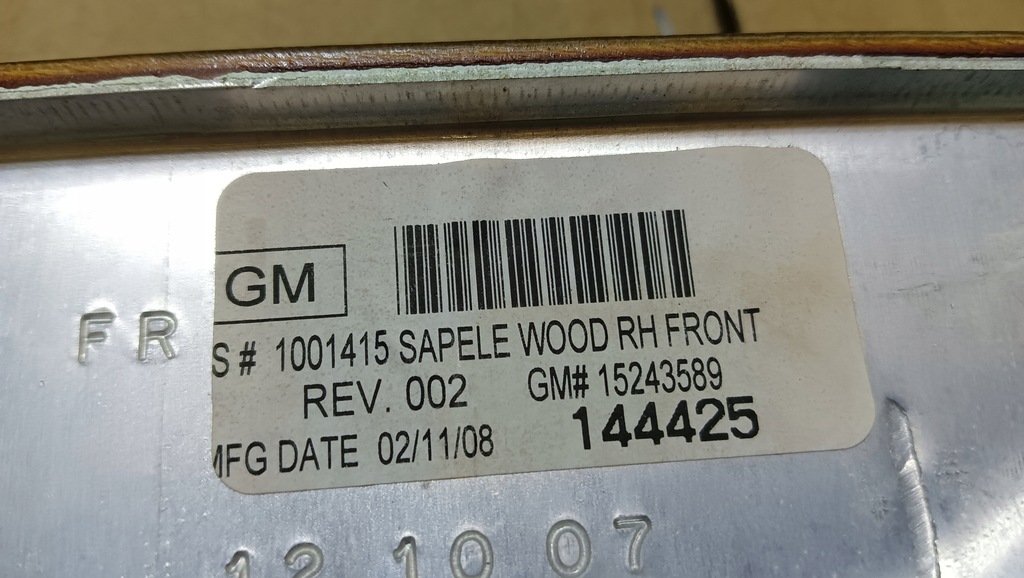 GM
S # 1001415 SAPELE WOOD RH FRONT
REV. 002 GM# 15243589
MFG DATE 02/11/08 144425
FR
12 10 07